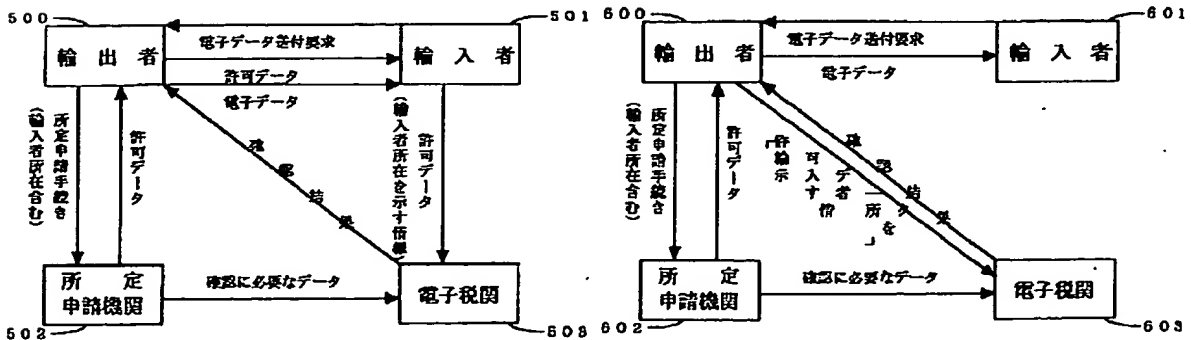 500
501
輸出者
輸入者
電子データ送付要求
許可データ
電子データ
所定申請手続き
(輸入者所在含む)
許可データ
確認結果
許可データ
(輸入者所在を示す情報)
所定
申請機関
確認に必要なデータ
電子税関
502
503
600
601
輸出者
輸入者
電子データ送付要求
電子データ
所定申請手続き
(輸入者所在含む)
許可データ
確認結果
所定
申請機関
確認に必要なデータ
電子税関
602
603